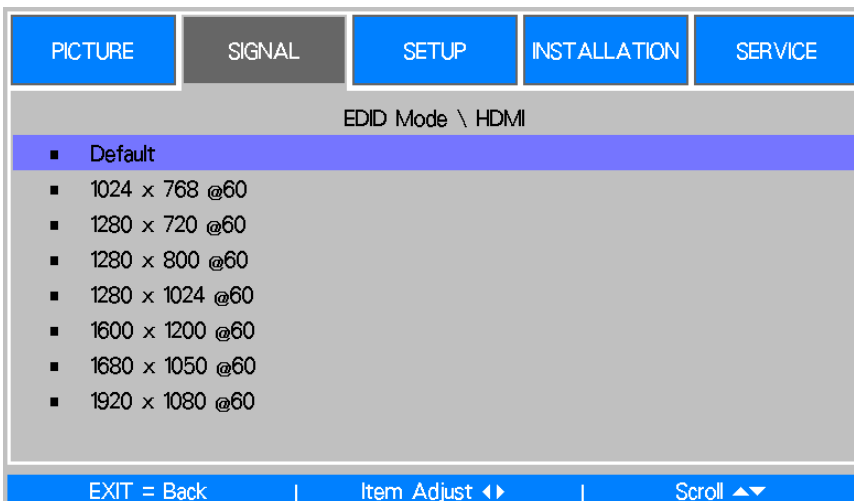 PICTURE SIGNAL SETUP INSTALLATION SERVICE
EDID Mode \ HDMI
Default
1024 x 768 @60
1280 x 720 @60
1280 x 800 @60
1280 x 1024 @60
1600 x 1200 @60
1680 x 1050 @60
1920 x 1080 @60
EXIT = Back | Item Adjust ◀▶ | Scroll ▲▼